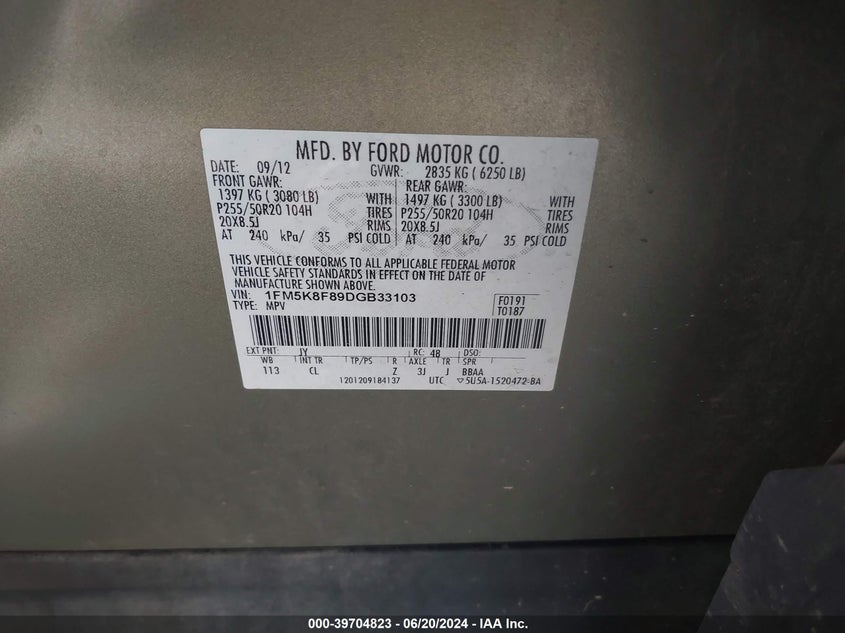 MFD. BY FORD MOTOR CO.
DATE: 09/12 GVWR: 2835 KG ( 6250 LB)
FRONT GAWR: REAR GAWR:
1397 KG ( 3080 LB) WITH 1497 KG ( 3300 LB) WITH
P255/50R20 104H TIRES P255/50R20 104H TIRES
20X8.5J RIMS 20X8.5J RIMS
AT 240 kPa/ 35 PSI COLD AT 240 kPa/ 35 PSI COLD
THIS VEHICLE CONFORMS TO ALL APPLICABLE FEDERAL MOTOR
VEHICLE SAFETY STANDARDS IN EFFECT ON THE DATE OF
MANUFACTURE SHOWN ABOVE.
VIN: 1FM5K8F89DGB33103 F0191
TYPE: MPV T0187
EXT PNT: JY RC: 48 DSO:
WB INT TR TP/PS R AXLE TR SPR
113 CL Z 3J J BBAA
1201209184137 UTC ▽5U5A-1520472-BA
000-39704823 - 06/20/2024 - www.iaai.com/terms/disc.